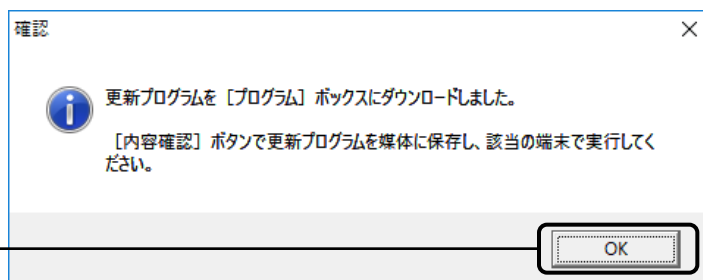 確認
更新プログラムを［プログラム］ボックスにダウンロードしました。
［内容確認］ボタンで更新プログラムを媒体に保存し、該当の端末で実行してく
ださい。
OK